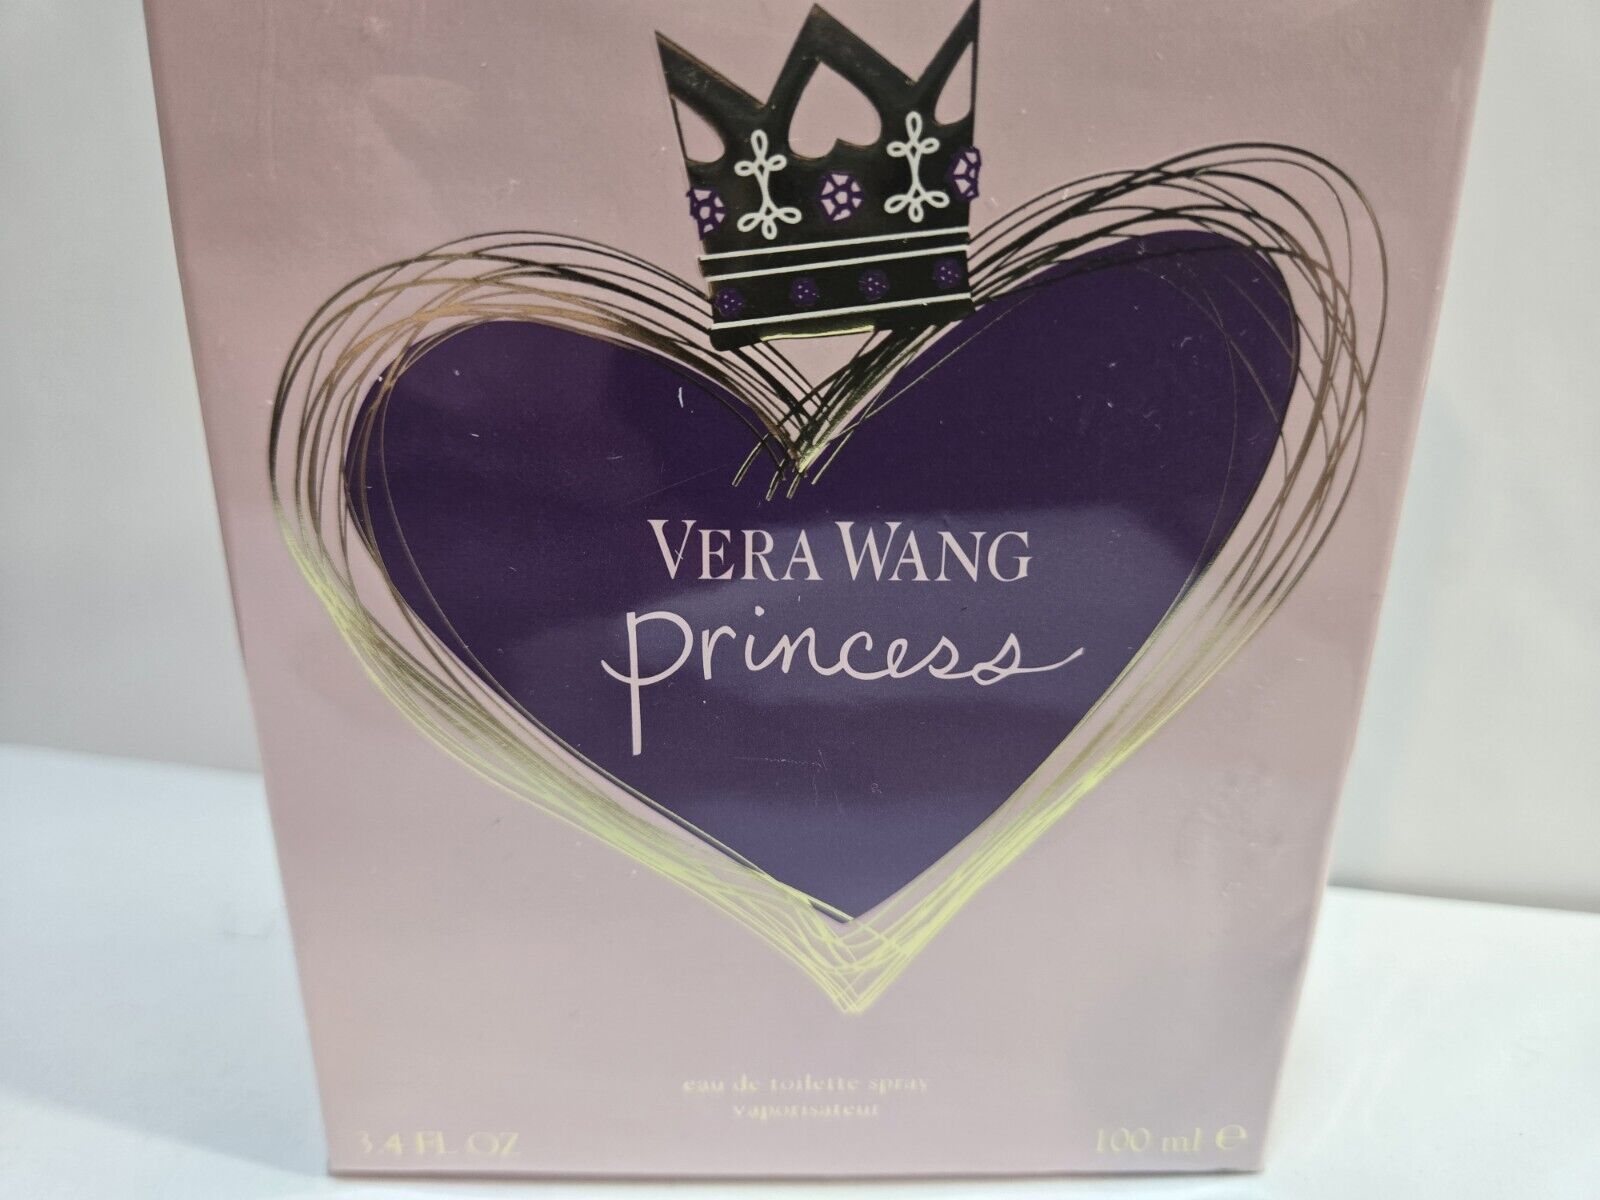 VERA WANG
princess
eau de toilette spray
vaporisateur
3.4 FL OZ
100 ml e